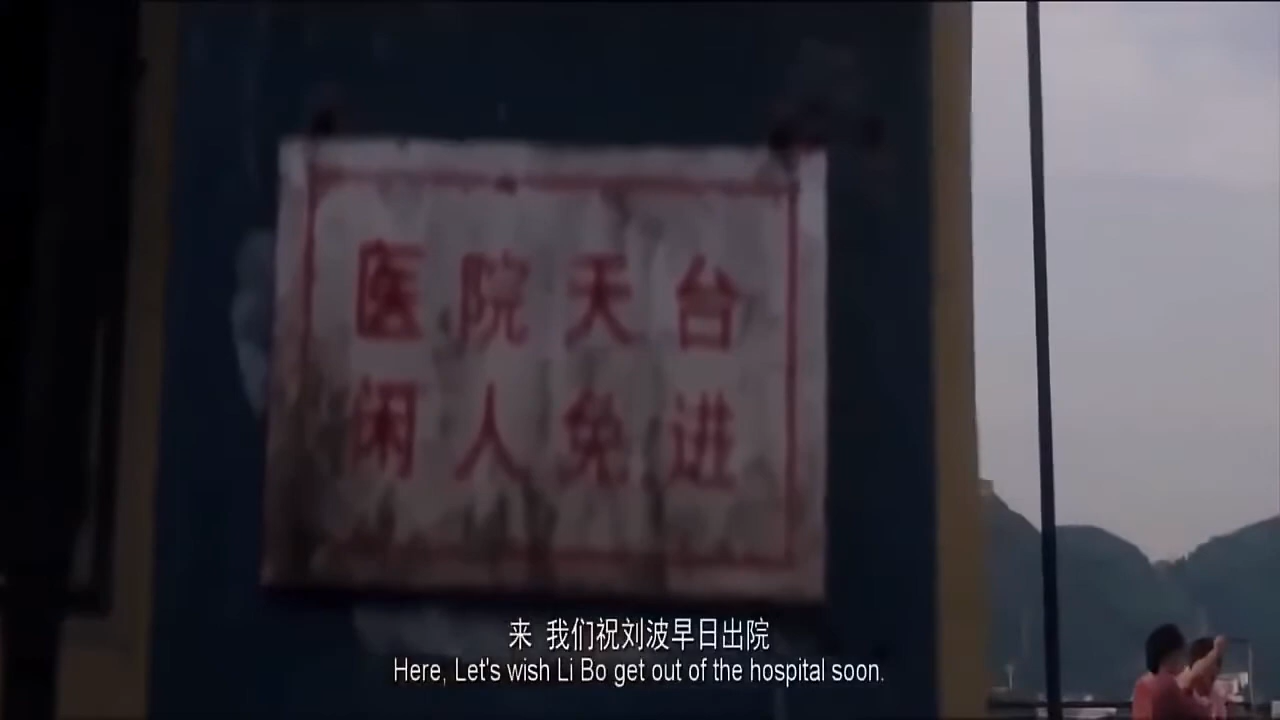 医院天台
闲人免进
来 我们祝刘波早日出院
Here, Let's wish Li Bo get out of the hospital soon.